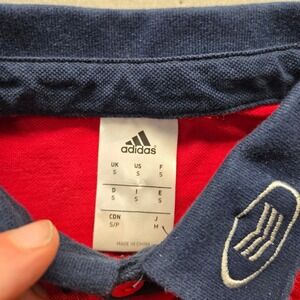 adidas
UK US F
S S S
D I E
S S S
CDN J
S/P M
MADE IN CHINA